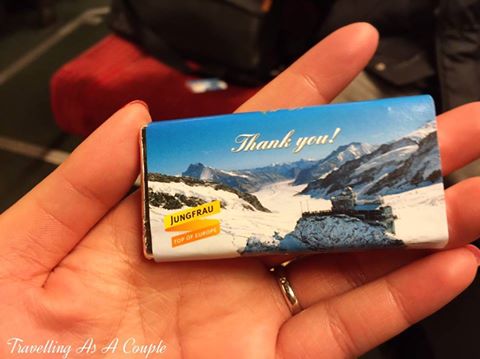 Thank you!
JUNGFRAU
TOP OF EUROPE
Travelling As A Couple